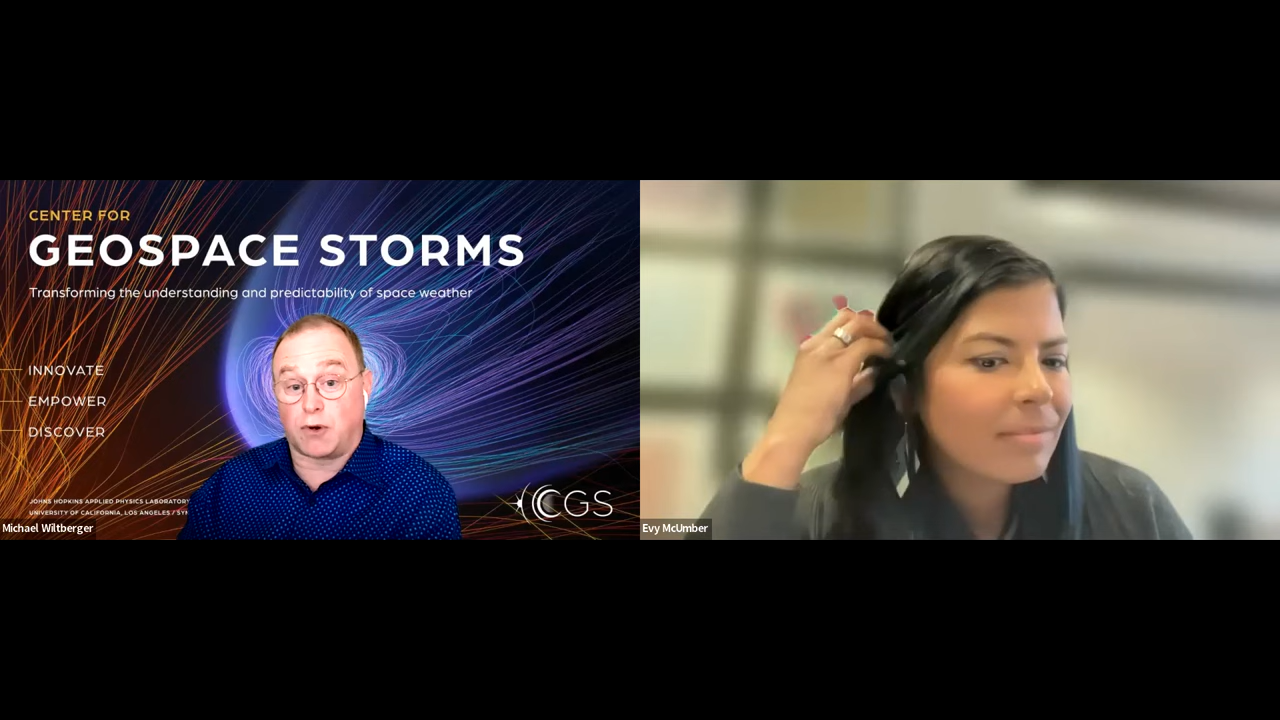 CENTER FOR
GEOSPACE STORMS
Transforming the understanding and predictability of space weather
INNOVATE
EMPOWER
DISCOVER
JOHNS HOPKINS APPLIED PHYSICS LABORATORY
UNIVERSITY OF CALIFORNIA, LOS ANGELES /
CGS
Michael Wiltberger
Evy McUmber